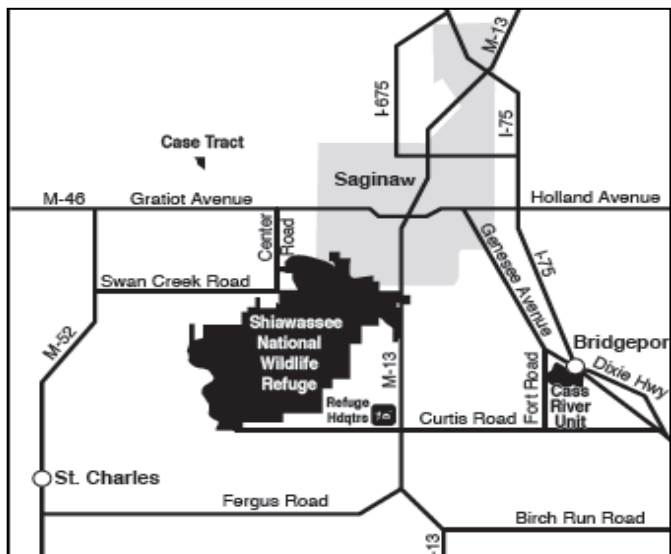 M-13
I-675
I-75
Case Tract
Saginaw
M-46
Gratiot Avenue
Holland Avenue
Center
Road
Genesee Avenue
I-75
Swan Creek Road
Shiawassee
National
Wildlife
Refuge
M-52
M-13
Bridgepor
Dixie Hwy
Fort Road
Cass
River
Unit
Refuge
Hdqtrs
Curtis Road
St. Charles
Fergus Road
Birch Run Road
-13